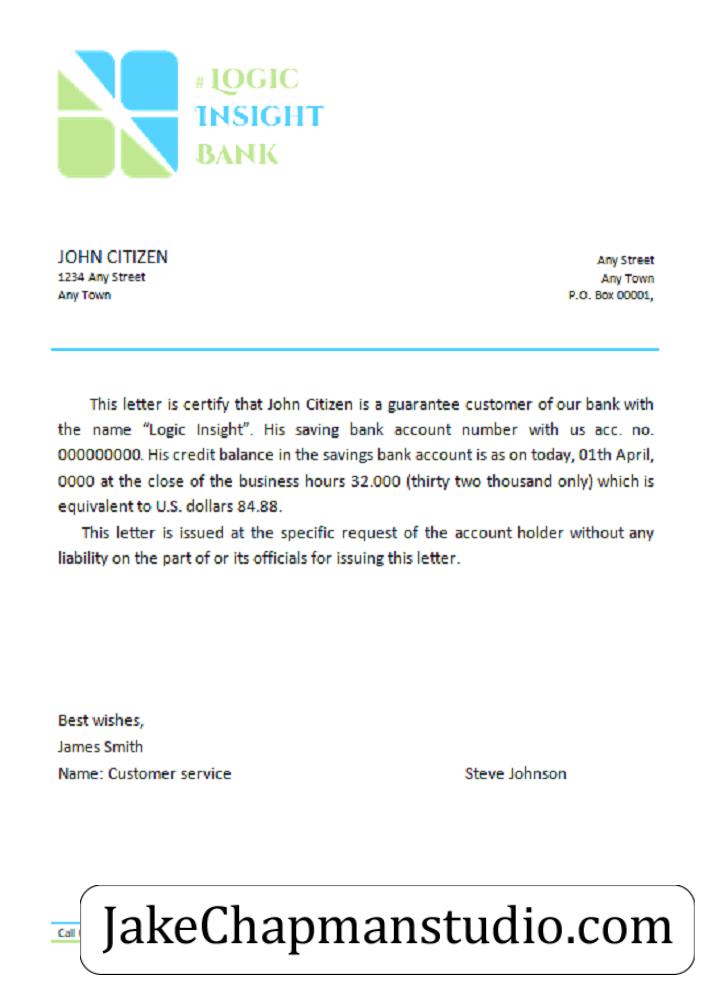 # LOGIC
INSIGHT
BANK
JOHN CITIZEN
1234 Any Street
Any Town
Any Street
Any Town
P.O. Box 00001,
This letter is certify that John Citizen is a guarantee customer of our bank with
the name “Logic Insight”. His saving bank account number with us acc. no.
000000000. His credit balance in the savings bank account is as on today, 01th April,
0000 at the close of the business hours 32.000 (thirty two thousand only) which is
equivalent to U.S. dollars 84.88.
This letter is issued at the specific request of the account holder without any
liability on the part of or its officials for issuing this letter.
Best wishes,
James Smith
Name: Customer service
Steve Johnson
Call
JakeChapmanstudio.com